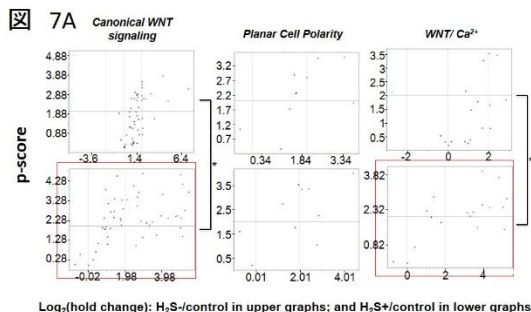 図 7A
Canonical WNT signaling
Planar Cell Polarity
WNT/ Ca²⁺
4.88
3.88
2.88
1.88
0.88
-3.6 1.4 6.4
3.2
2.7
2.2
1.7
1.2
0.7
0.34 1.84 3.34
3.5
3.0
2.5
2.0
1.5
1.0
0.5
-2 0 2
p-score
*
*
4.28
3.28
2.28
1.28
0.28
-0.02 1.98 3.98
3.5
2.5
1.5
0.5
0.01 2.01 4.01
3.82
2.32
0.82
0 2 4
Log₂(hold change): H₂S-/control in upper graphs; and H₂S+/control in lower graphs